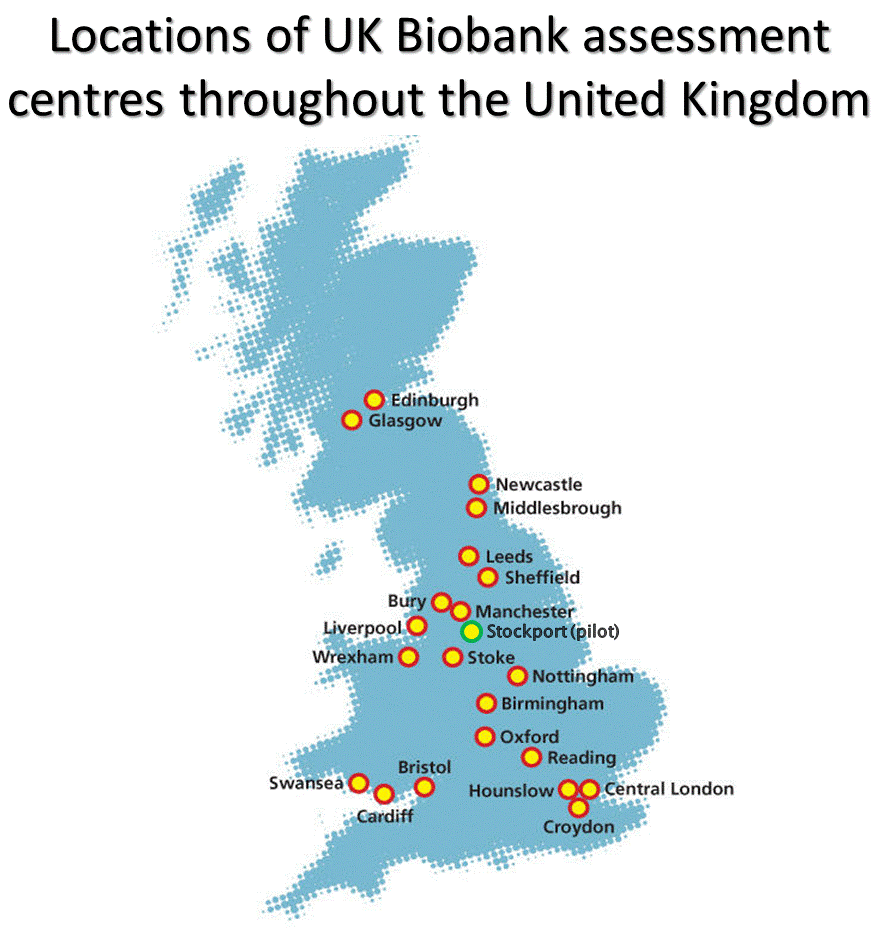 Locations of UK Biobank assessment
centres throughout the United Kingdom
Edinburgh
Glasgow
Newcastle
Middlesbrough
Leeds
Sheffield
Bury
Manchester
Liverpool
Stockport (pilot)
Wrexham
Stoke
Nottingham
Birmingham
Oxford
Reading
Bristol
Swansea
Cardiff
Hounslow
Central London
Croydon